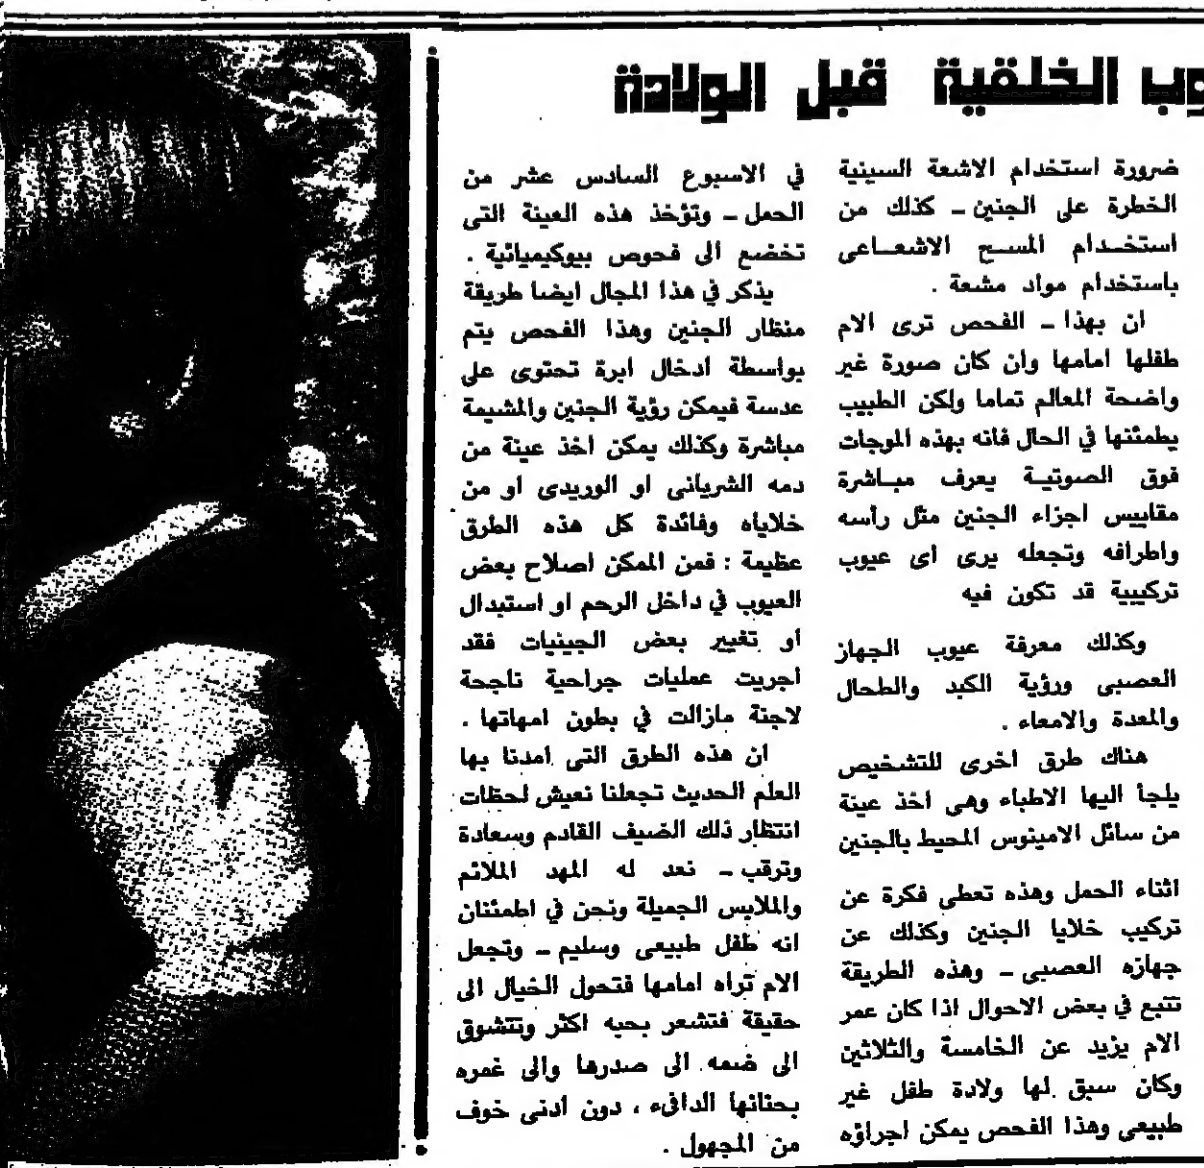 الخلقية قبل الولادة
ضرورة استخدام الاشعة السينية
الخطرة على الجنين ـ كذلك من
استخدام المسح الاشعاعى
باستخدام مواد مشعة .
ان بهذا ـ الفحص ترى الام
طفلها امامها وان كان صورة غير
واضحة المعالم تماما ولكن الطبيب
يطمئنها في الحال فانه بهذه الموجات
فوق الصوتية يعرف مباشرة
مقاييس اجزاء الجنين مثل رأسه
واطرافه وتجعله يرى اى عيوب
تركيبية قد تكون فيه
وكذلك معرفة عيوب الجهاز
العصبى ورؤية الكبد والطحال
والمعدة والامعاء .
هناك طرق اخرى للتشخيص
يلجأ اليها الاطباء وهى اخذ عينة
من سائل الامينوس المحيط بالجنين
اثناء الحمل وهذه تعطى فكرة عن
تركيب خلايا الجنين وكذلك عن
جهازه العصبى ـ وهذه الطريقة
تتبع في بعض الاحوال اذا كان عمر
الام يزيد عن الخامسة والثلاثين
وكان سبق لها ولادة طفل غير
طبيعى وهذا الفحص يمكن اجراؤه
في الاسبوع السادس عشر من
الحمل ـ وتؤخذ هذه العينة التى
تخضع الى فحوص بيوكيميائية .
يذكر في هذا المجال ايضا طريقة
منظار الجنين وهذا الفحص يتم
بواسطة ادخال ابرة تحتوى على
عدسة فيمكن رؤية الجنين والمشيمة
مباشرة وكذلك يمكن اخذ عينة من
دمه الشريانى او الوريدى او من
خلاياه وفائدة كل هذه الطرق
عظيمة : فمن الممكن اصلاح بعض
العيوب في داخل الرحم او استبدال
أو تغيير بعض الجينيات فقد
اجريت عمليات جراحية ناجحة
لاجنة مازالت في بطون امهاتها .
ان هذه الطرق التى امدنا بها
العلم الحديث تجعلنا نعيش لحظات
انتظار ذلك الضيف القادم وسعادة
وترقب ـ نعد له المهد الملائم
والملابس الجميلة ونحن في اطمئنان
انه طفل طبيعى وسليم ـ وتجعل
الام تراه امامها فتحول الخيال الى
حقيقة فتشعر بحبه اكثر وتتشوق
الى ضمه الى صدرها والى غمره
بحنانها الدافىء ، دون ادنى خوف
من المجهول .